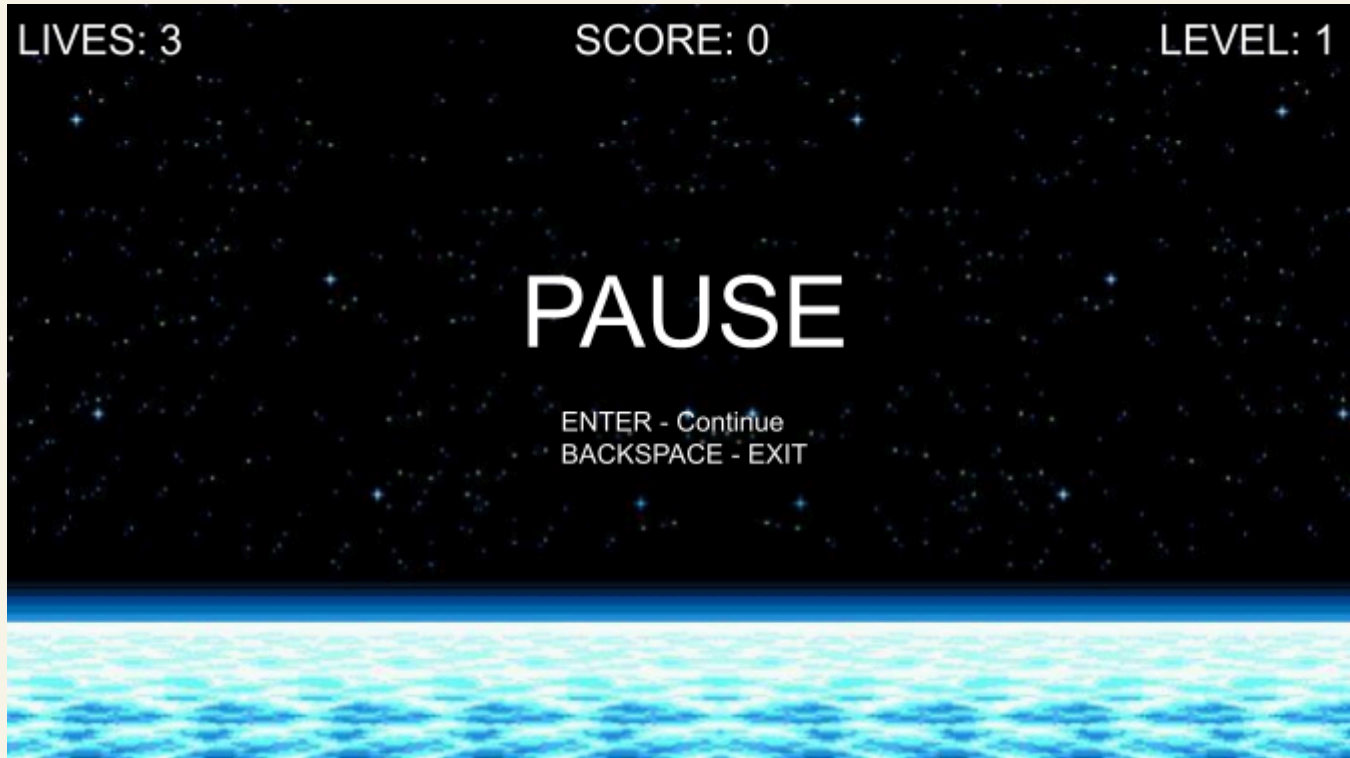 LIVES: 3 SCORE: 0 LEVEL: 1
PAUSE
ENTER - Continue
BACKSPACE - EXIT